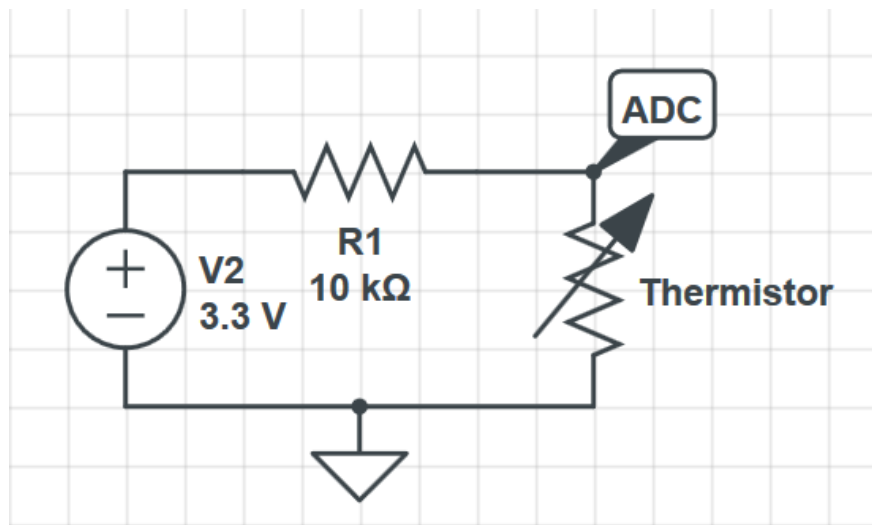 ADC
R1
10 kΩ
V2
3.3 V
Thermistor